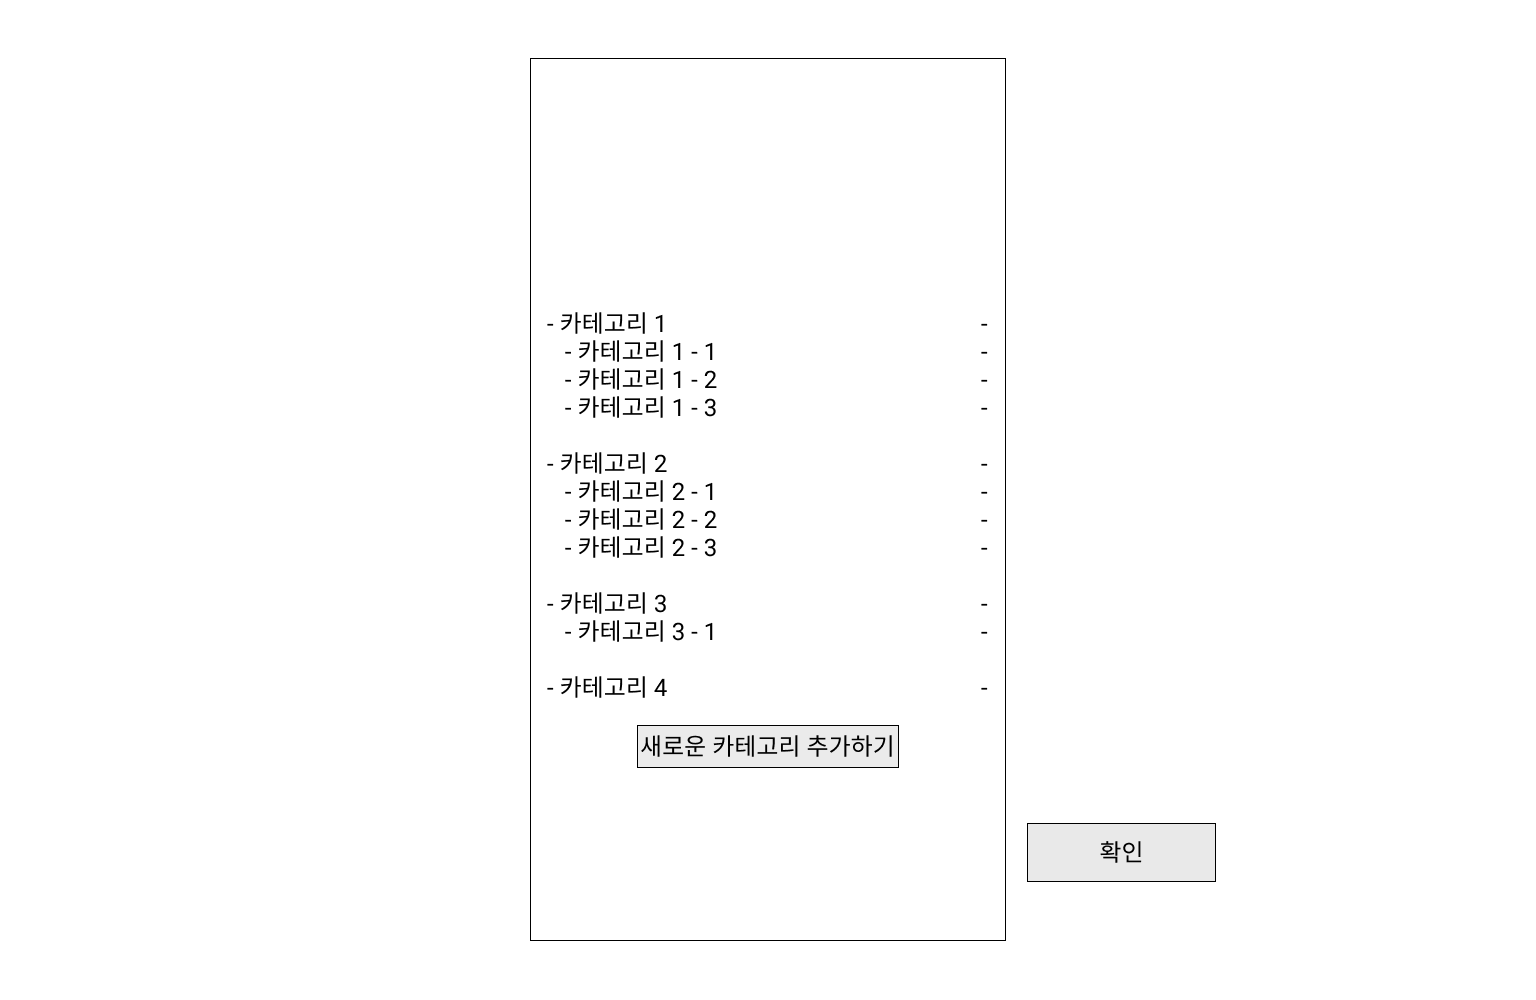 - 카테고리 1 -
- 카테고리 1 - 1 -
- 카테고리 1 - 2 -
- 카테고리 1 - 3 -
- 카테고리 2 -
- 카테고리 2 - 1 -
- 카테고리 2 - 2 -
- 카테고리 2 - 3 -
- 카테고리 3 -
- 카테고리 3 - 1 -
- 카테고리 4 -
새로운 카테고리 추가하기
확인